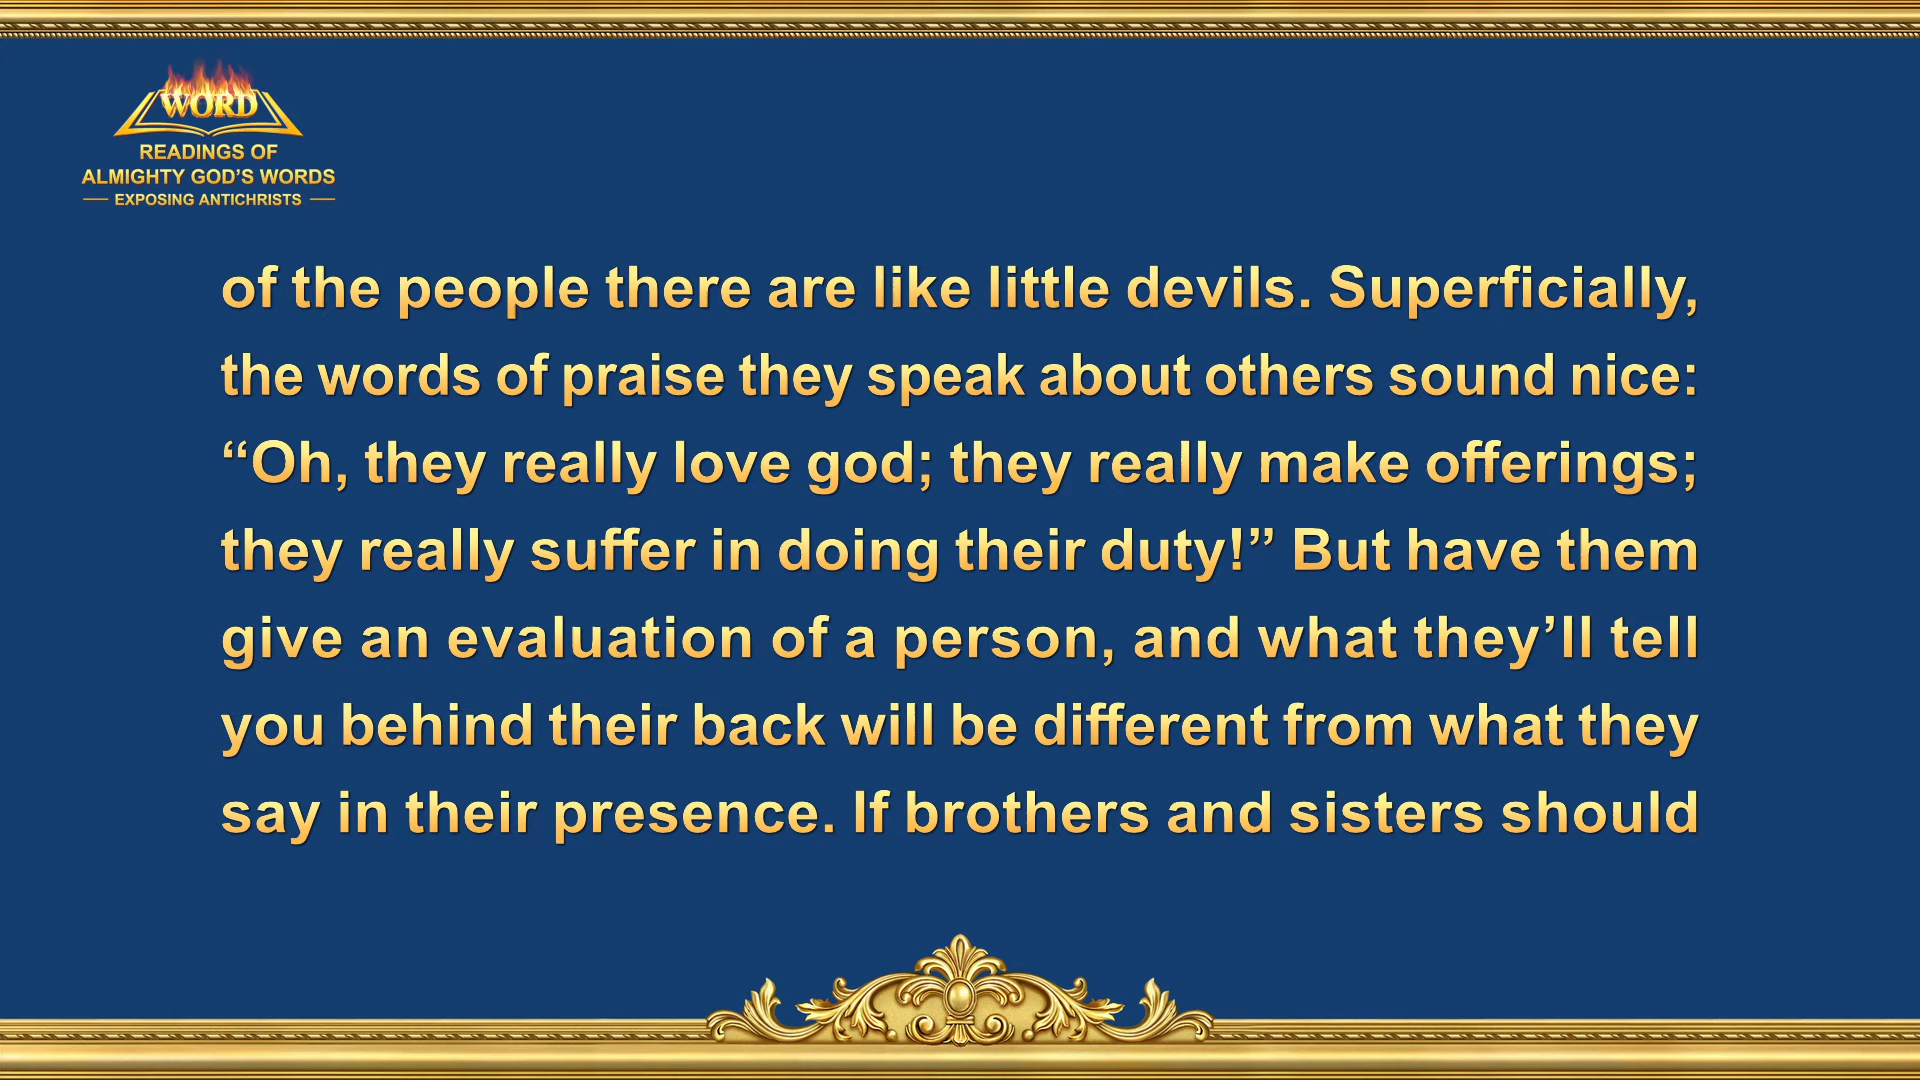 WORD
READINGS OF
ALMIGHTY GOD’S WORDS
EXPOSING ANTICHRISTS
of the people there are like little devils. Superficially,
the words of praise they speak about others sound nice:
“Oh, they really love god; they really make offerings;
they really suffer in doing their duty!” But have them
give an evaluation of a person, and what they’ll tell
you behind their back will be different from what they
say in their presence. If brothers and sisters should